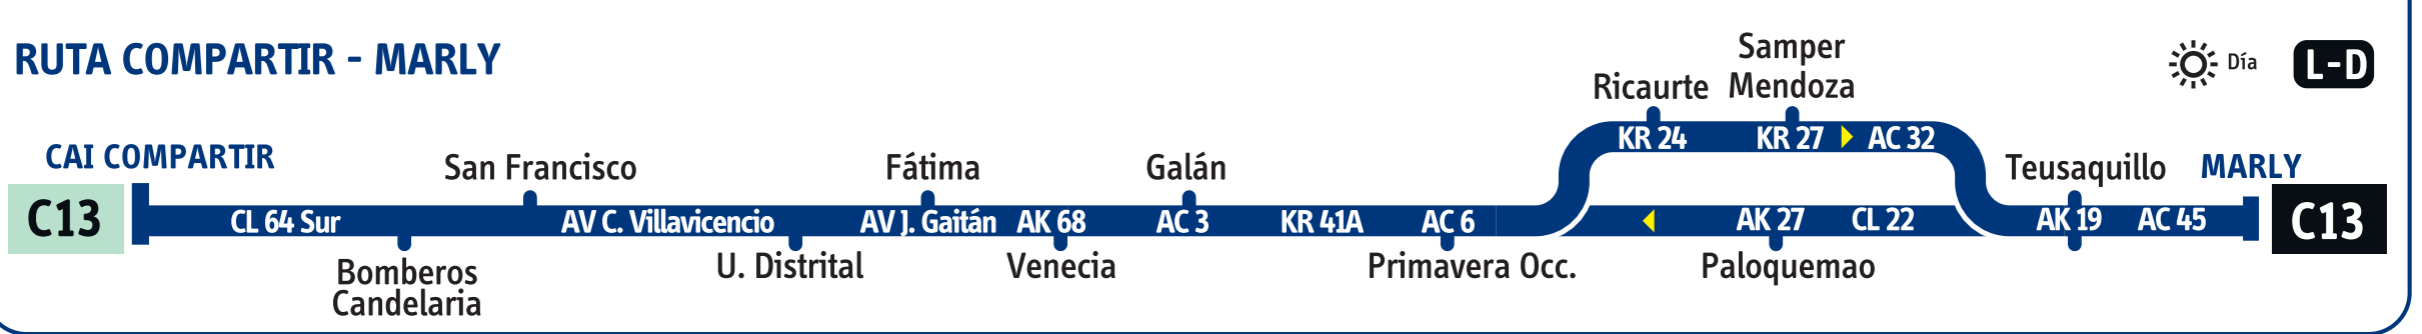 RUTA COMPARTIR - MARLY
Día
L-D
CAI COMPARTIR
C13
San Francisco
Fátima
Galán
Ricaurte
Samper
Mendoza
Teusaquillo
MARLY
KR 24
KR 27
AC 32
CL 64 Sur
AV C. Villavicencio
AV J. Gaitán
AK 68
AC 3
KR 41A
AC 6
AK 27
CL 22
AK 19
AC 45
C13
Bomberos
Candelaria
U. Distrital
Venecia
Primavera Occ.
Paloquemao